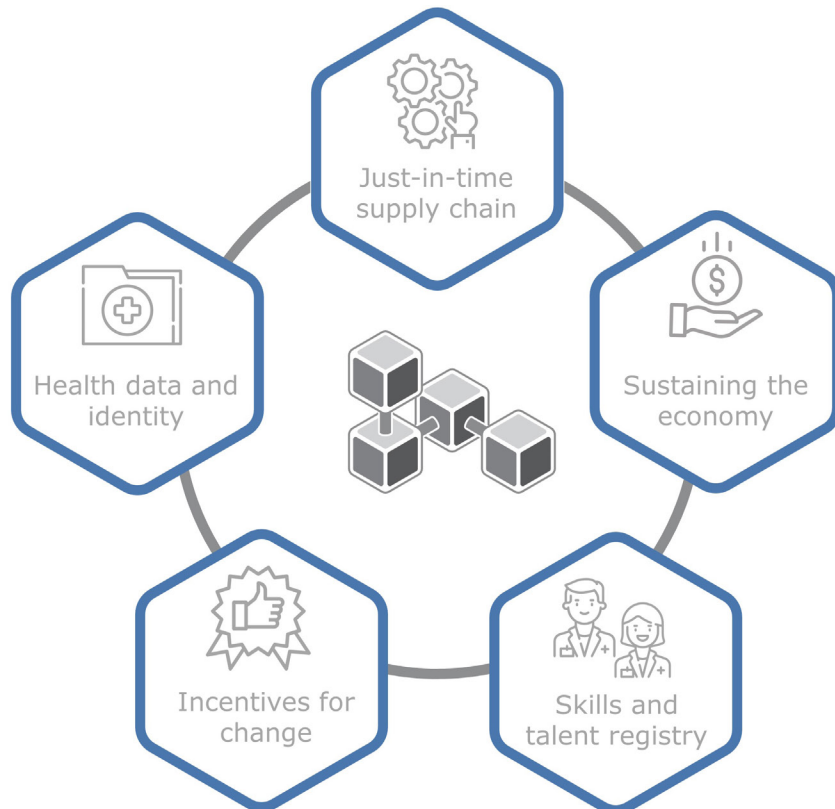 Just-in-time
supply chain
Health data and
identity
$
Sustaining the
economy
Incentives for
change
Skills and
talent registry